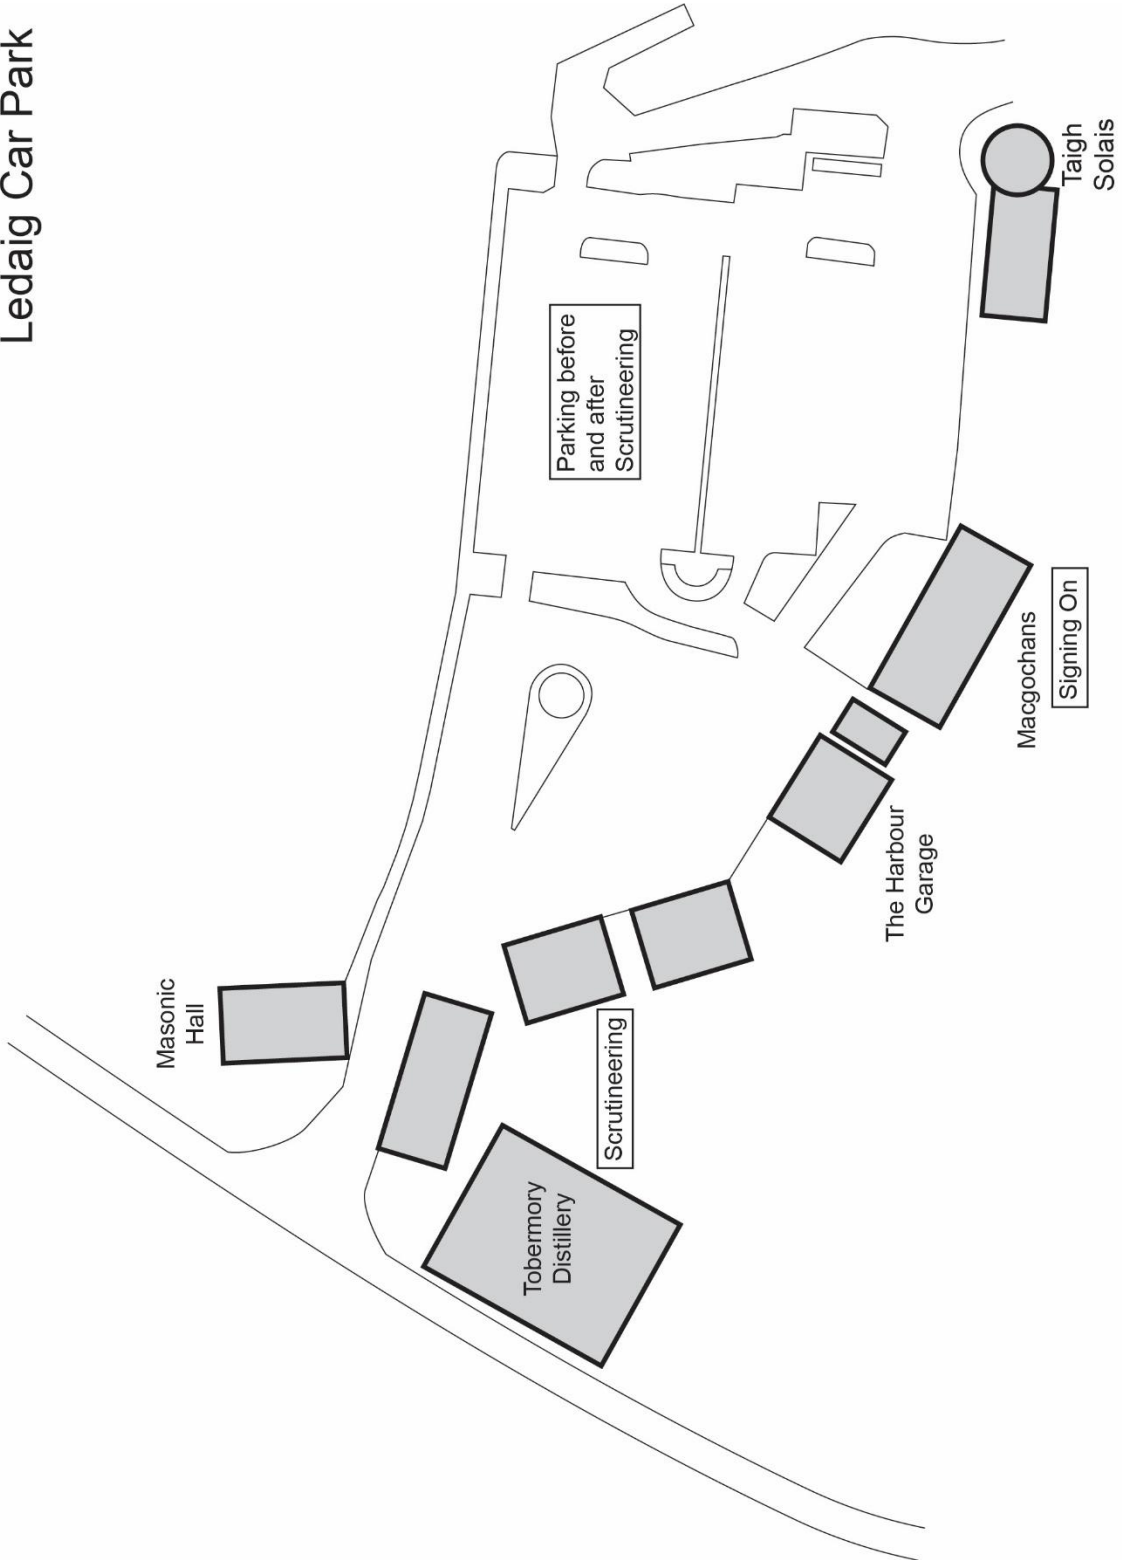 Ledaig Car Park
Masonic
Hall
Tobermory
Distillery
Scrutineering
Parking before
and after
Scrutineering
The Harbour
Garage
Macgochans
Signing On
Taigh
Solais